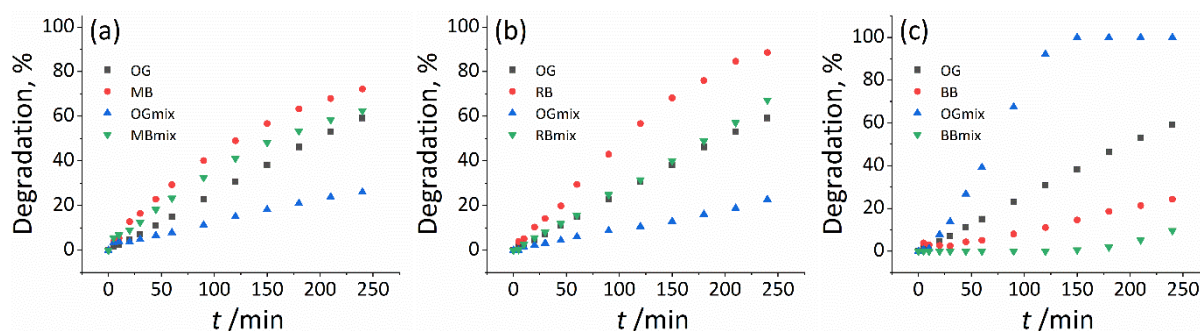 (a)
Degradation, %
100
80
60
40
20
0
OG
MB
OGmix
MBmix
0 50 100 150 200 250
t /min
(b)
Degradation, %
100
80
60
40
20
0
OG
RB
OGmix
RBmix
0 50 100 150 200 250
t /min
(c)
Degradation, %
100
80
60
40
20
0
OG
BB
OGmix
BBmix
0 50 100 150 200 250
t /min